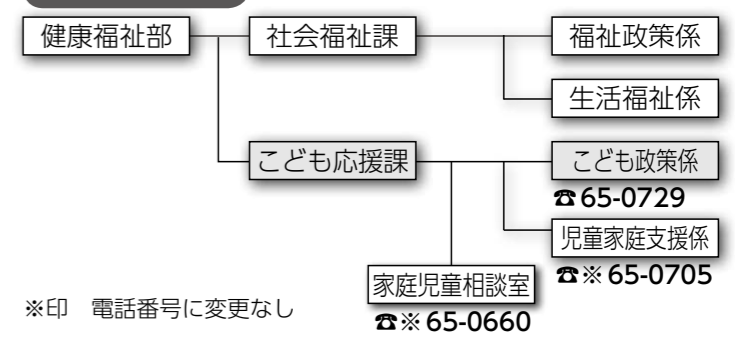 健康福祉部
社会福祉課
福祉政策係
生活福祉係
こども応援課
こども政策係
☎65-0729
児童家庭支援係
☎※65-0705
家庭児童相談室
☎※65-0660
※印　電話番号に変更なし